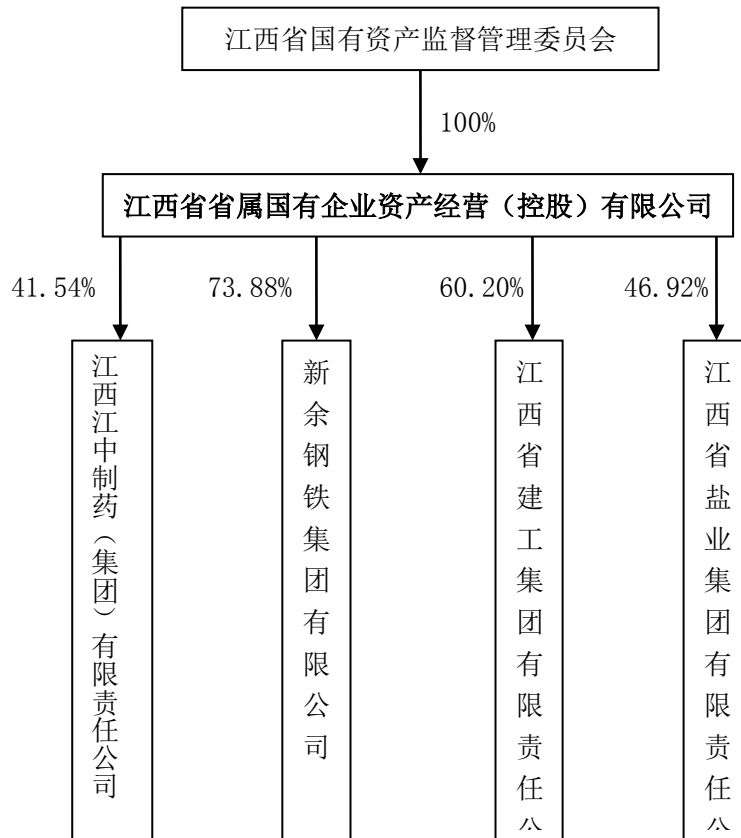 江西省国有资产监督管理委员会
100%
江西省省属国有企业资产经营（控股）有限公司
41.54%
73.88%
60.20%
46.92%
江西江中制药（集团）有限责任公司
新余钢铁集团有限公司
江西省建工集团有限责任公
江西省盐业集团有限责任公